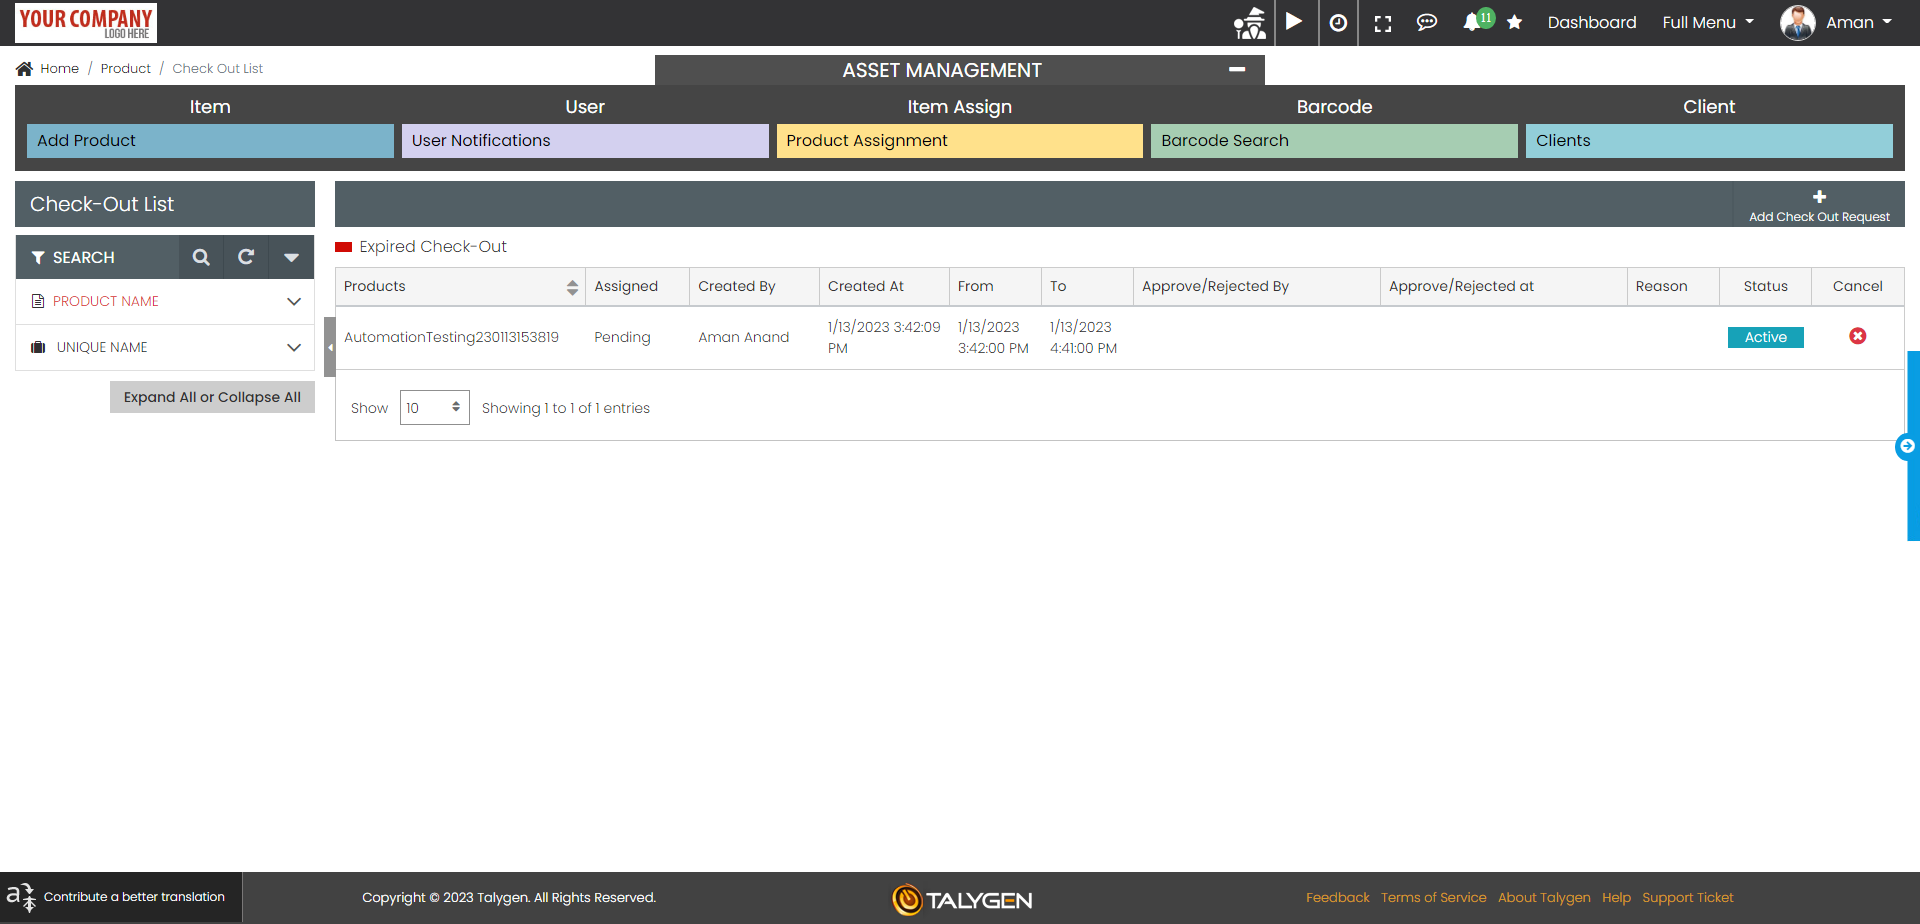 YOUR COMPANY
LOGO HERE
11
Dashboard
Full Menu
Aman
Home / Product / Check Out List
ASSET MANAGEMENT
Item
User
Item Assign
Barcode
Client
Add Product
User Notifications
Product Assignment
Barcode Search
Clients
Check-Out List
Add Check Out Request
SEARCH
PRODUCT NAME
UNIQUE NAME
Expand All or Collapse All
Expired Check-Out
Products
Assigned
Created By
Created At
From
To
Approve/Rejected By
Approve/Rejected at
Reason
Status
Cancel
AutomationTesting230113153819
Pending
Aman Anand
1/13/2023 3:42:09
PM
1/13/2023
3:42:00 PM
1/13/2023
4:41:00 PM
Active
Show
10
Showing 1 to 1 of 1 entries
Contribute a better translation
Copyright © 2023 Talygen. All Rights Reserved.
TALYGEN
Feedback
Terms of Service
About Talygen
Help
Support Ticket